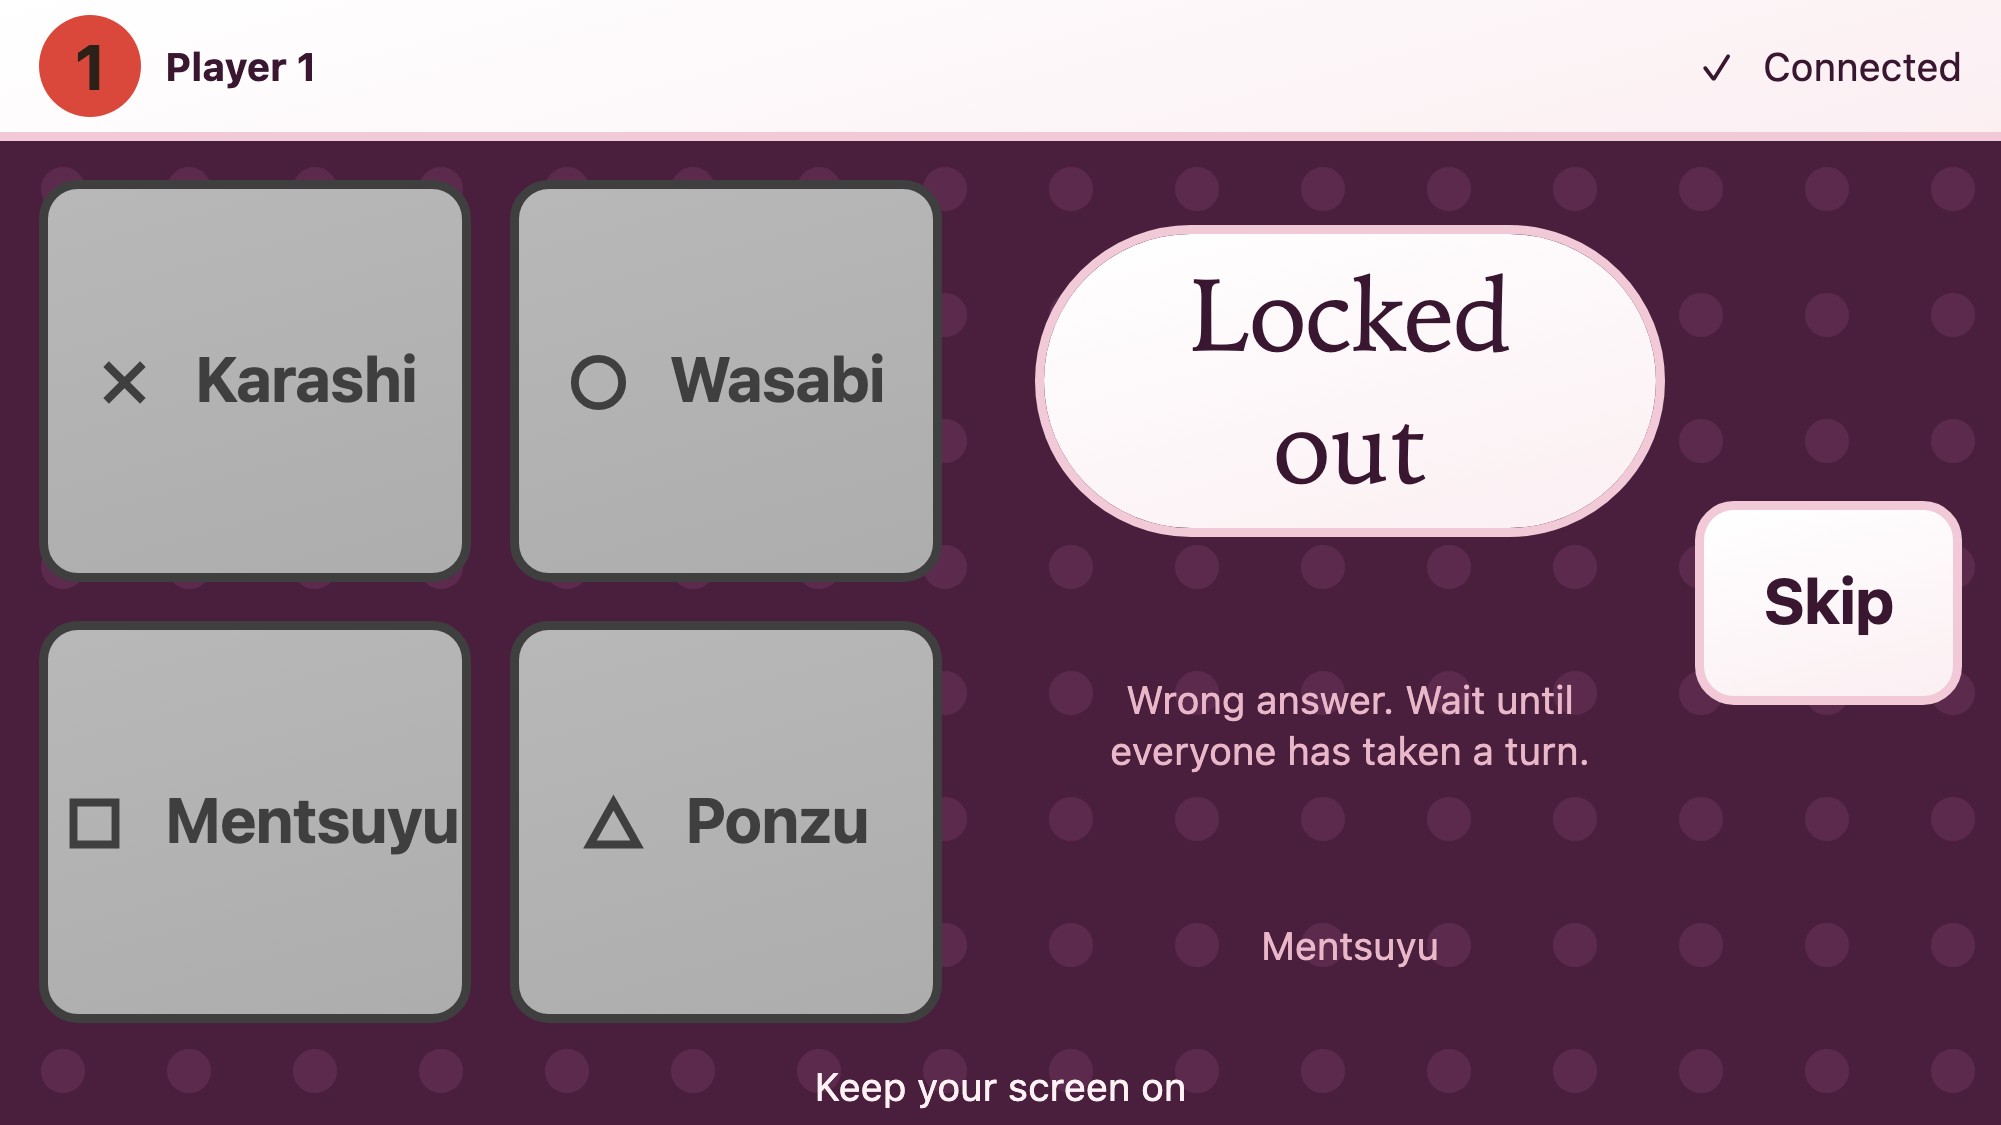 1 Player 1
Connected
Karashi
Wasabi
Mentsuyu
Ponzu
Locked
out
Skip
Wrong answer. Wait until
everyone has taken a turn.
Mentsuyu
Keep your screen on